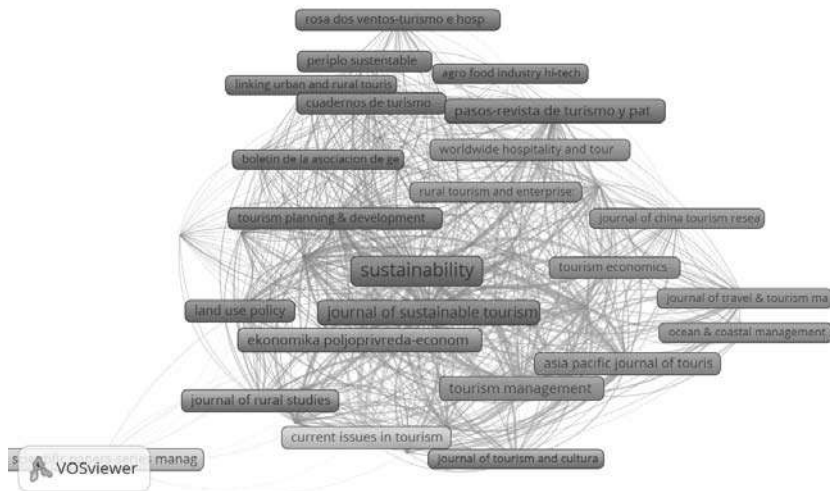 rosa dos ventos-turismo e hosp
periplo sustentable
agro food industry hi-tech
linking urban and rural touris
cuadernos de turismo
pasos-revista de turismo y pat
worldwide hospitality and tour
boletin de la asociacion de ge
rural tourism and enterprise:
tourism planning & development
journal of china tourism resea
sustainability
tourism economics
journal of travel & tourism ma
land use policy
journal of sustainable tourism
ocean & coastal management
ekonomika poljoprivreda-econom
asia pacific journal of touris
tourism management
journal of rural studies
current issues in tourism
journal of tourism and cultura
scientific papers-series manag
VOSviewer